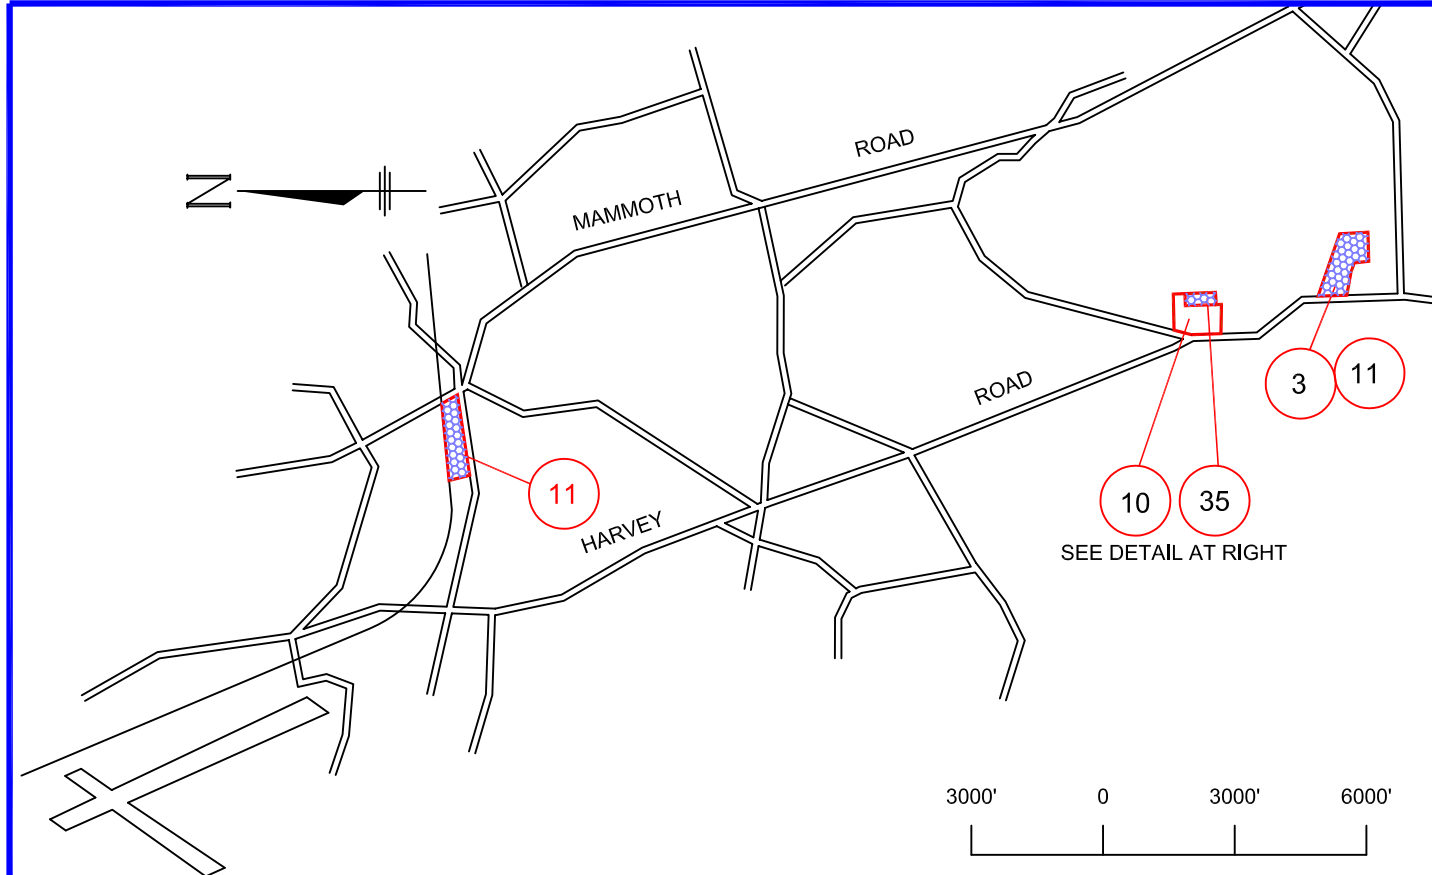 ROAD
MAMMOTH
N
ROAD
3
11
11
10
35
HARVEY
SEE DETAIL AT RIGHT
3000' 0 3000' 6000'